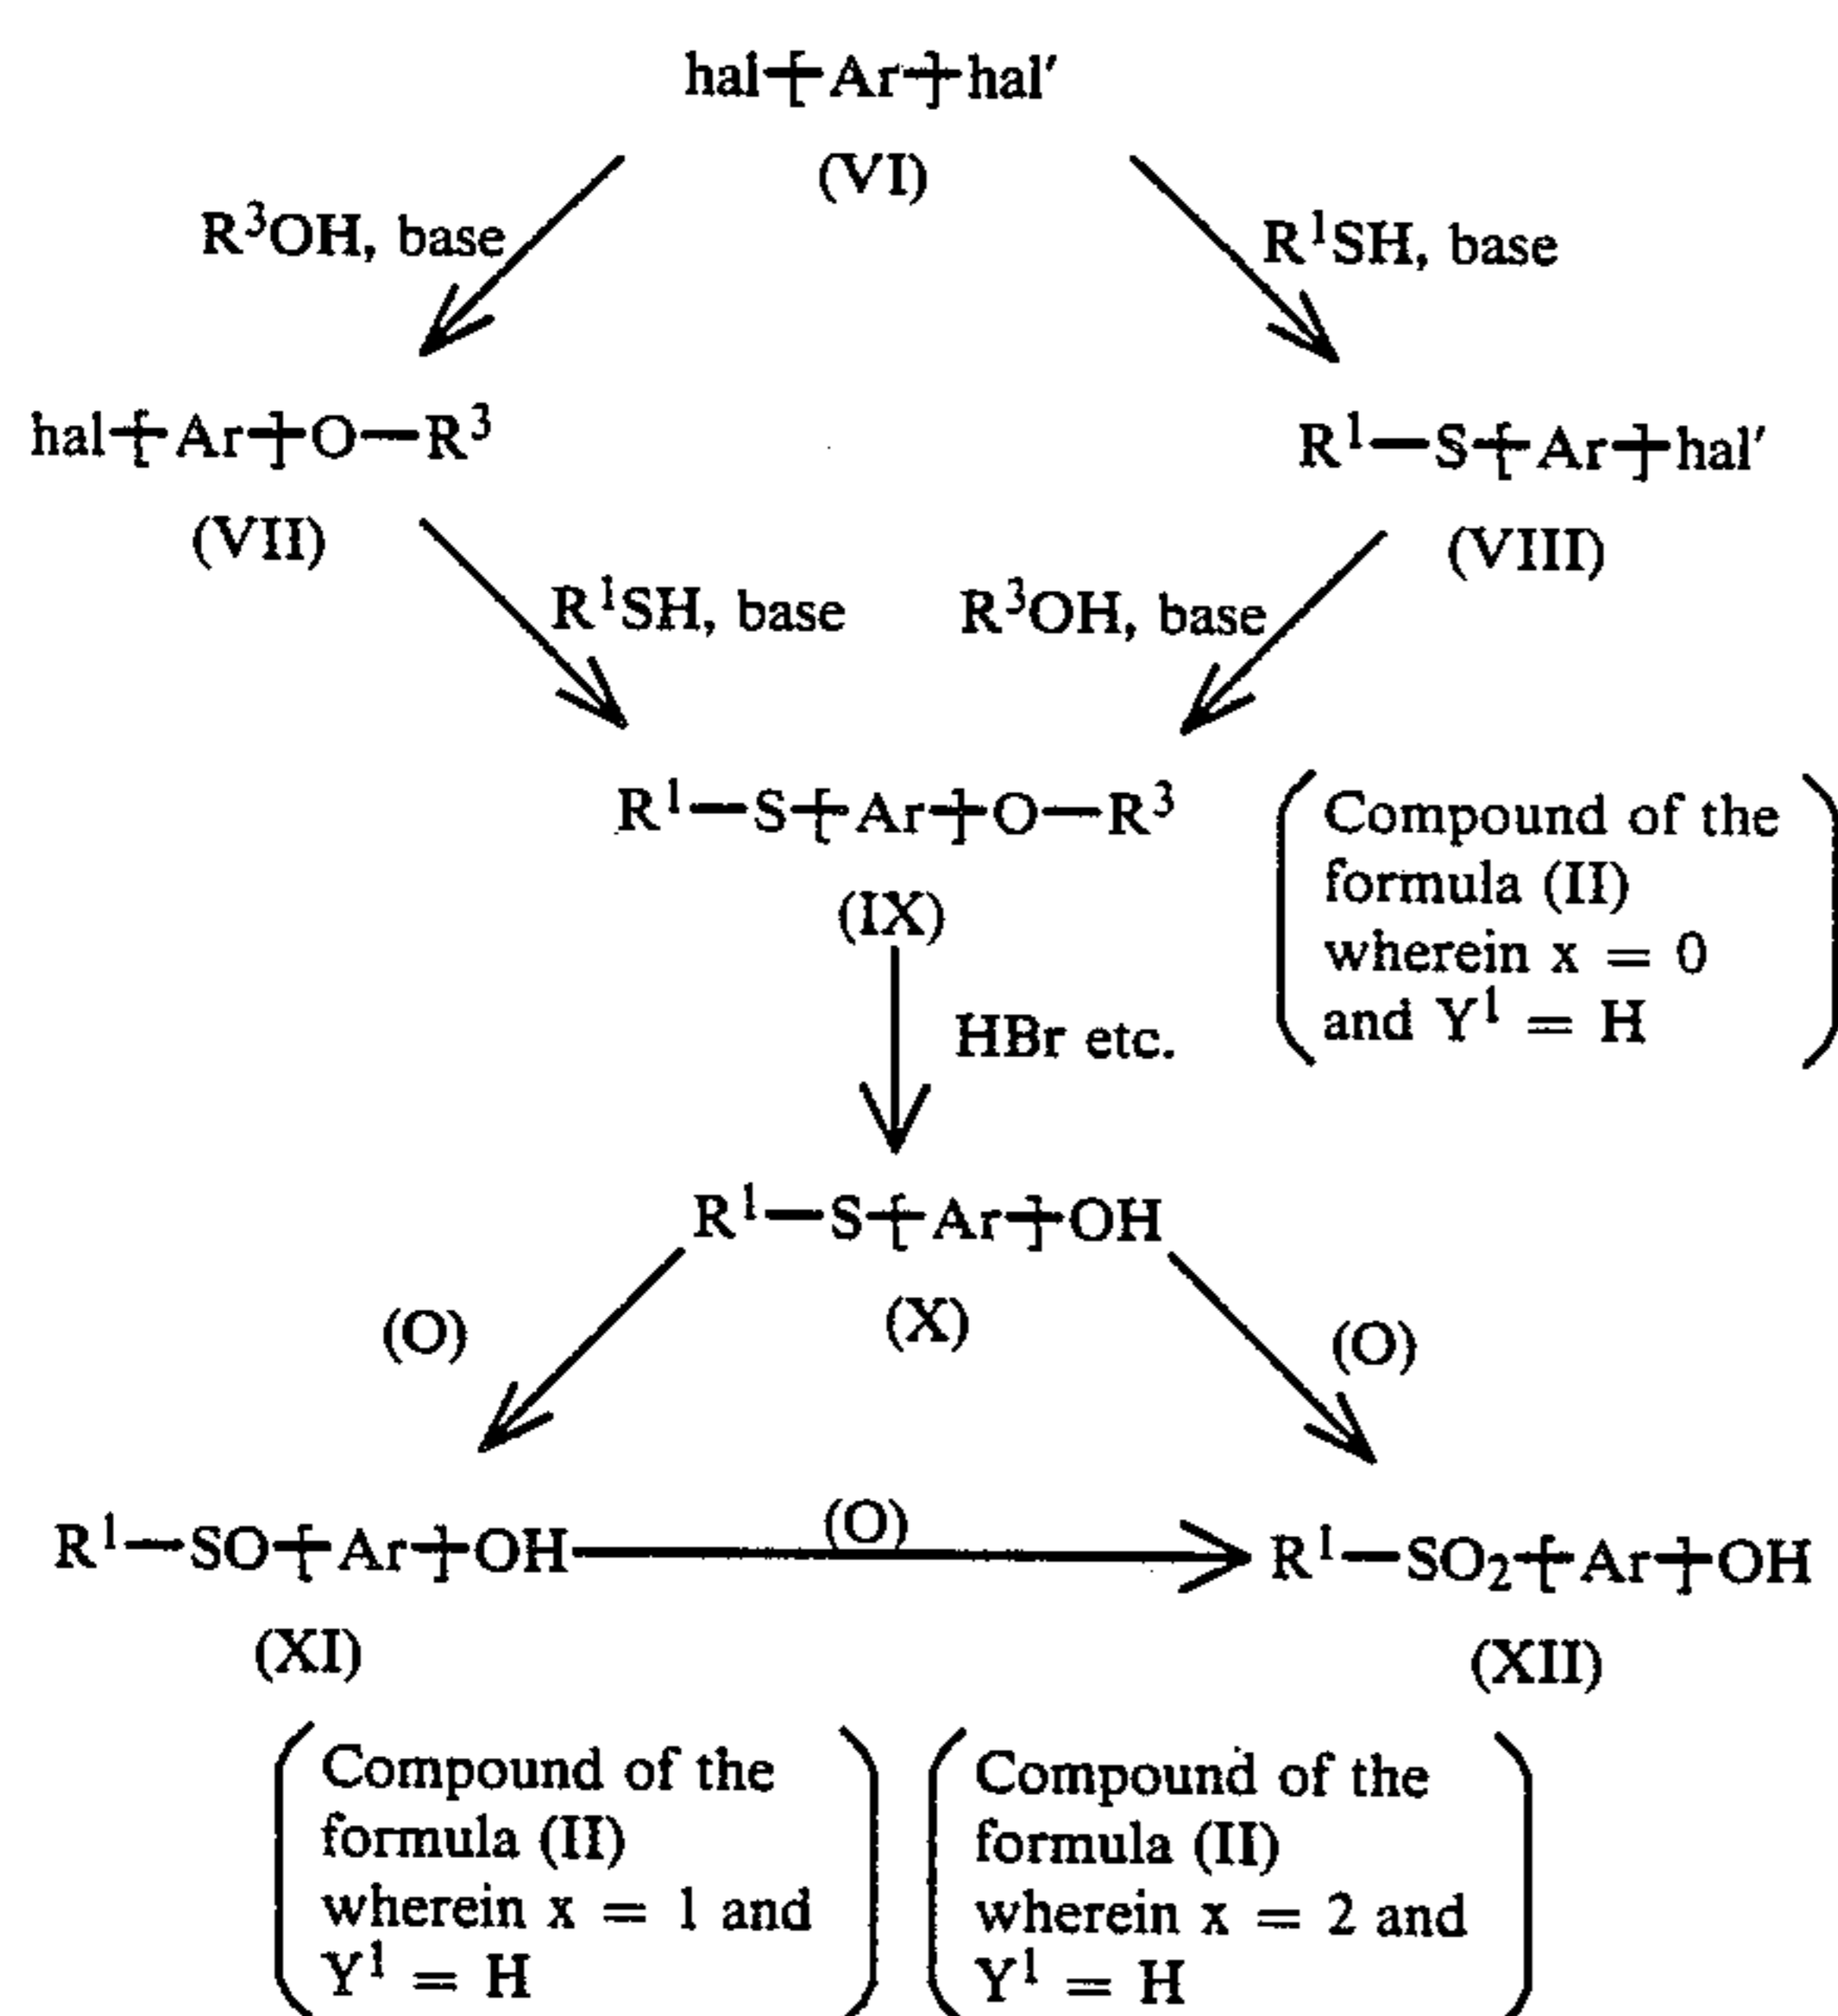 hal-[Ar]-hal′
(VI)
R³OH, base
R¹SH, base
hal-[Ar]-O—R³
(VII)
R¹—S-[Ar]-hal′
(VIII)
R¹SH, base
R³OH, base
R¹—S-[Ar]-O—R³
(IX)
Compound of the
formula (II)
wherein x = 0
and Y¹ = H
HBr etc.
R¹—S-[Ar]-OH
(X)
(O)
(O)
R¹—SO-[Ar]-OH
(XI)
(O)
R¹—SO₂-[Ar]-OH
(XII)
Compound of the
formula (II)
wherein x = 1 and
Y¹ = H
Compound of the
formula (II)
wherein x = 2 and
Y¹ = H